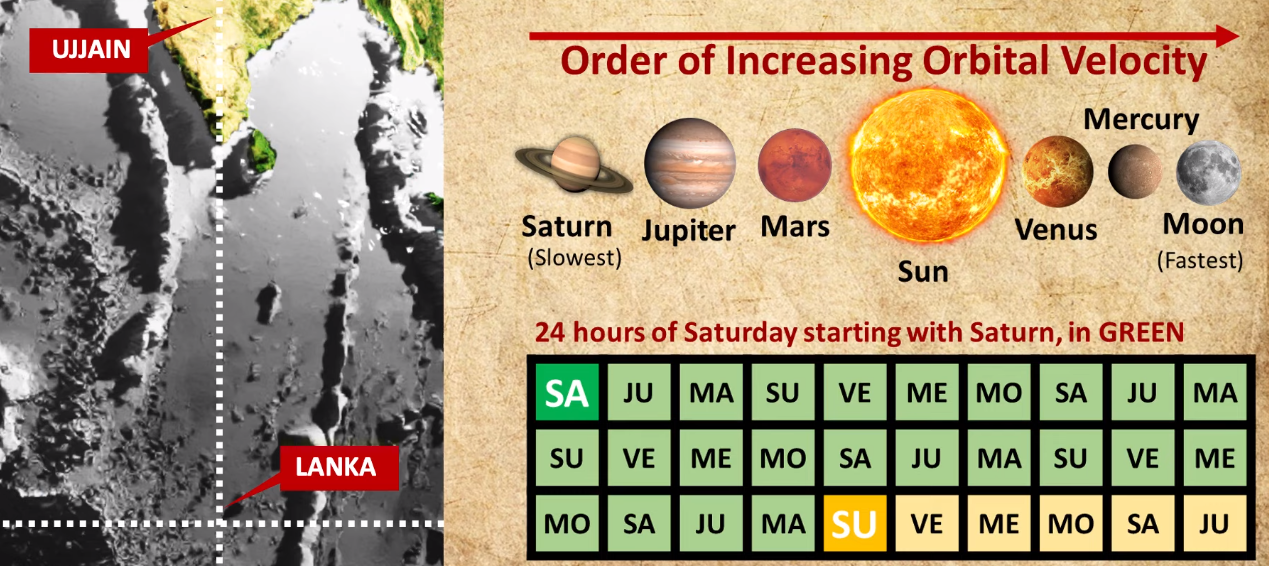 UJJAIN
LANKA
Order of Increasing Orbital Velocity
Mercury
Saturn Jupiter Mars Venus Moon
(Slowest) (Fastest)
Sun
24 hours of Saturday starting with Saturn, in GREEN
SA JU MA SU VE ME MO SA JU MA
SU VE ME MO SA JU MA SU VE ME
MO SA JU MA SU VE ME MO SA JU